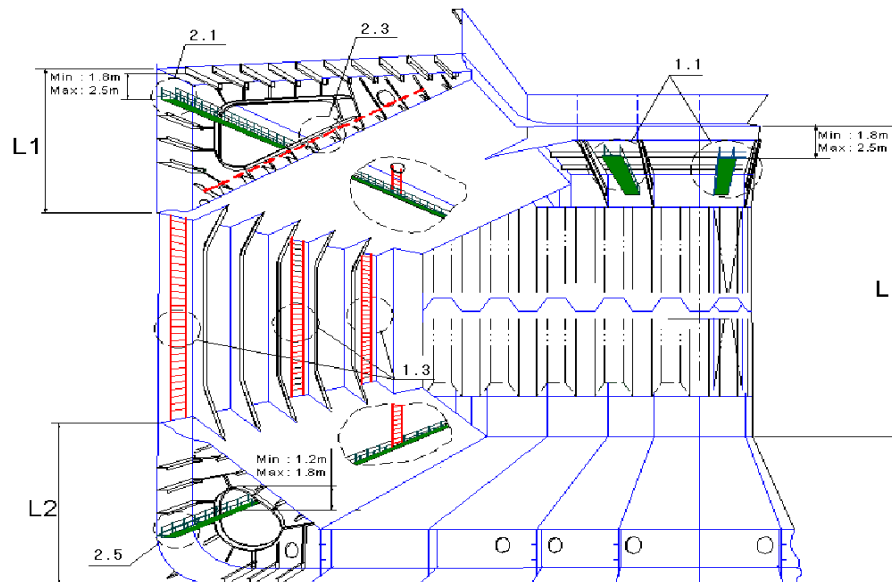 2.1
2.3
1.1
Min : 1.8m
Max : 2.5m
L1
Min : 1.8m
Max : 2.5m
L
1.3
Min : 1.2m
Max : 1.8m
L2
2.5